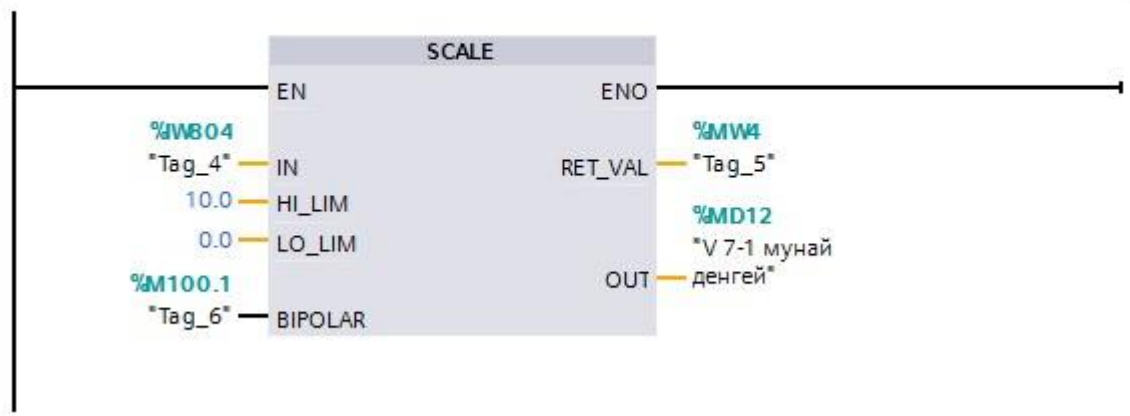 SCALE
EN ENO
%IW804 %MW4
"Tag_4" IN RET_VAL "Tag_5"
10.0 HI_LIM
0.0 LO_LIM %MD12
"V 7-1 мунай
OUT денгей"
%M100.1
"Tag_6" BIPOLAR